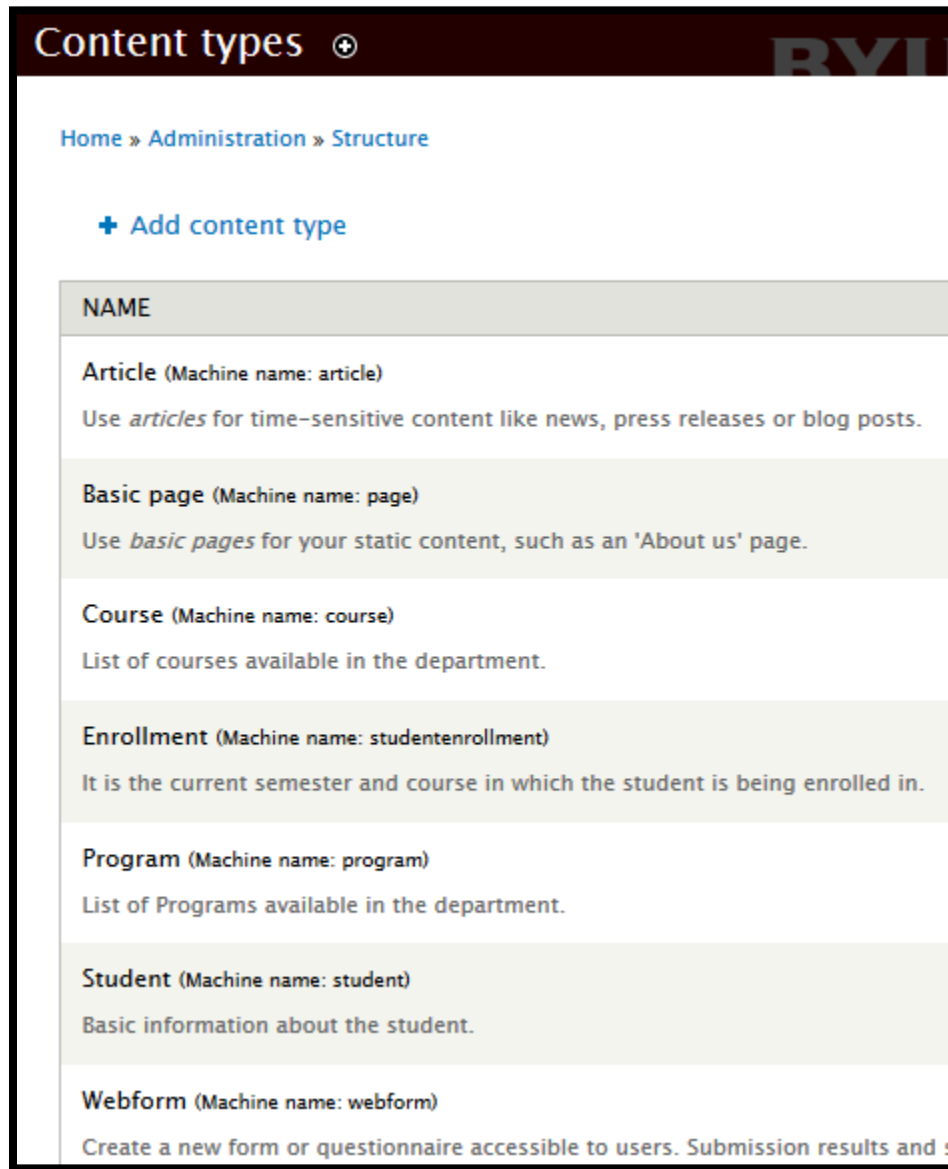 Content types
BYU
Home » Administration » Structure
+ Add content type
NAME
Article (Machine name: article)
Use articles for time-sensitive content like news, press releases or blog posts.
Basic page (Machine name: page)
Use basic pages for your static content, such as an 'About us' page.
Course (Machine name: course)
List of courses available in the department.
Enrollment (Machine name: studentenrollment)
It is the current semester and course in which the student is being enrolled in.
Program (Machine name: program)
List of Programs available in the department.
Student (Machine name: student)
Basic information about the student.
Webform (Machine name: webform)
Create a new form or questionnaire accessible to users. Submission results and